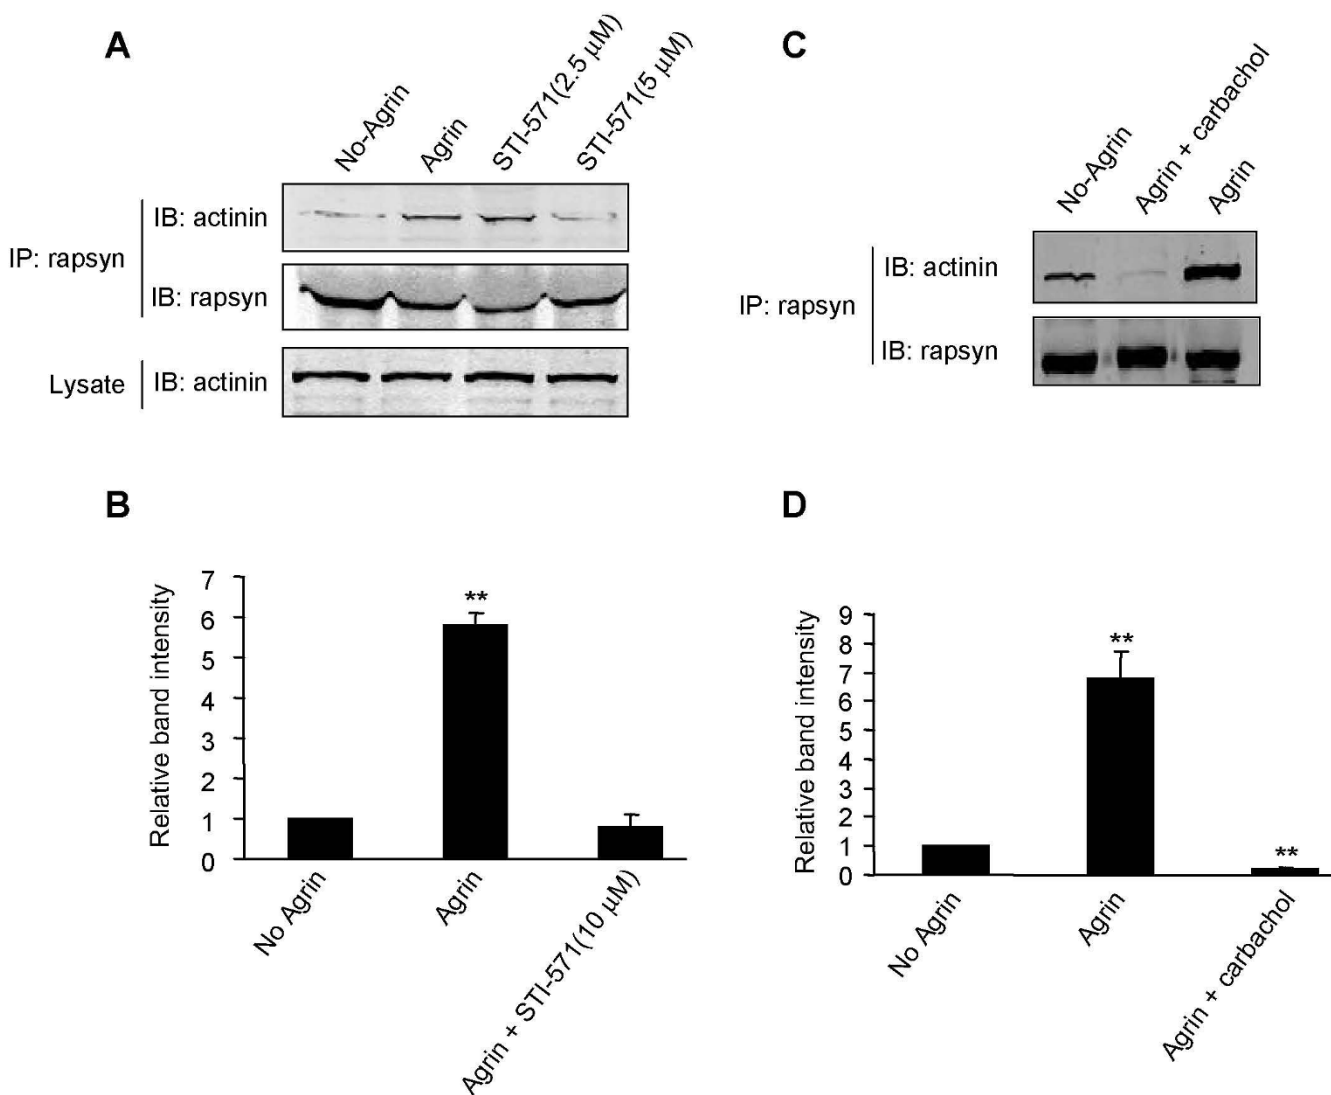 A
No-Agrin
Agrin
STI-571(2.5 μM)
STI-571(5 μM)
IP: rapsyn
IB: actinin
IB: rapsyn
Lysate
IB: actinin
C
No-Agrin
Agrin + carbachol
Agrin
IP: rapsyn
IB: actinin
IB: rapsyn
B
Relative band intensity
7
6
5
4
3
2
1
0
**
No Agrin
Agrin
Agrin + STI-571(10 μM)
D
Relative band intensity
9
8
7
6
5
4
3
2
1
0
**
**
No Agrin
Agrin
Agrin + carbachol